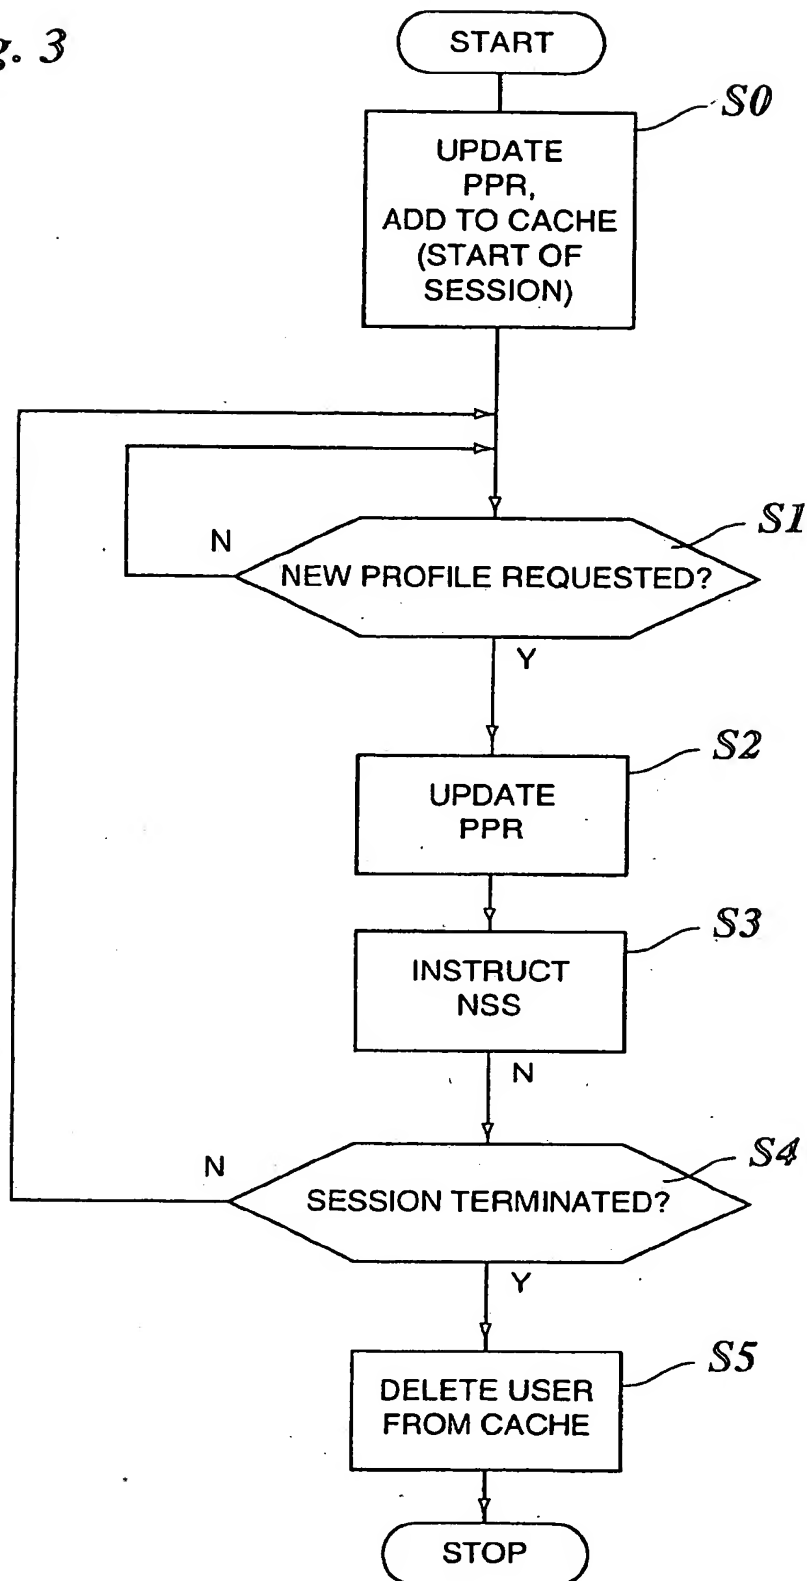 g. 3
START
S0
UPDATE
PPR,
ADD TO CACHE
(START OF
SESSION)
S1
N
NEW PROFILE REQUESTED?
Y
S2
UPDATE
PPR
S3
INSTRUCT
NSS
N
S4
N
SESSION TERMINATED?
Y
S5
DELETE USER
FROM CACHE
STOP